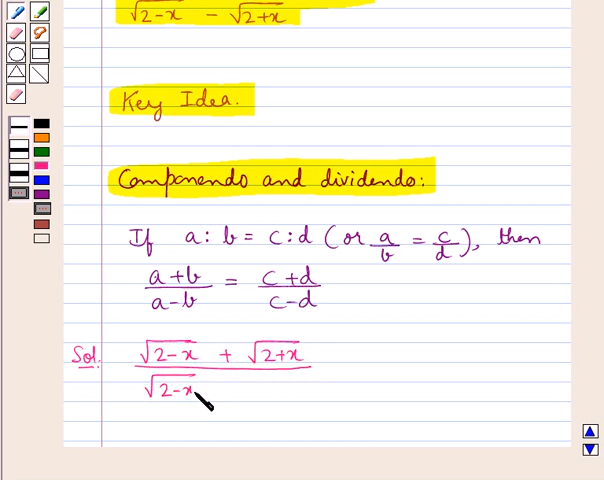 √2-x - √2+x
Key Idea.
Componendo and dividendo:
If a: b = c:d (or a/b = c/d), then
a+b/a-b = c+d/c-d
Sol. √2-x + √2+x
√2-x